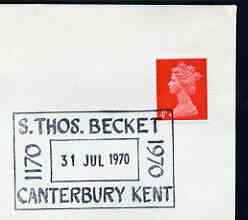 S. THOS. BECKET
1170
31 JUL 1970
1970
CANTERBURY KENT